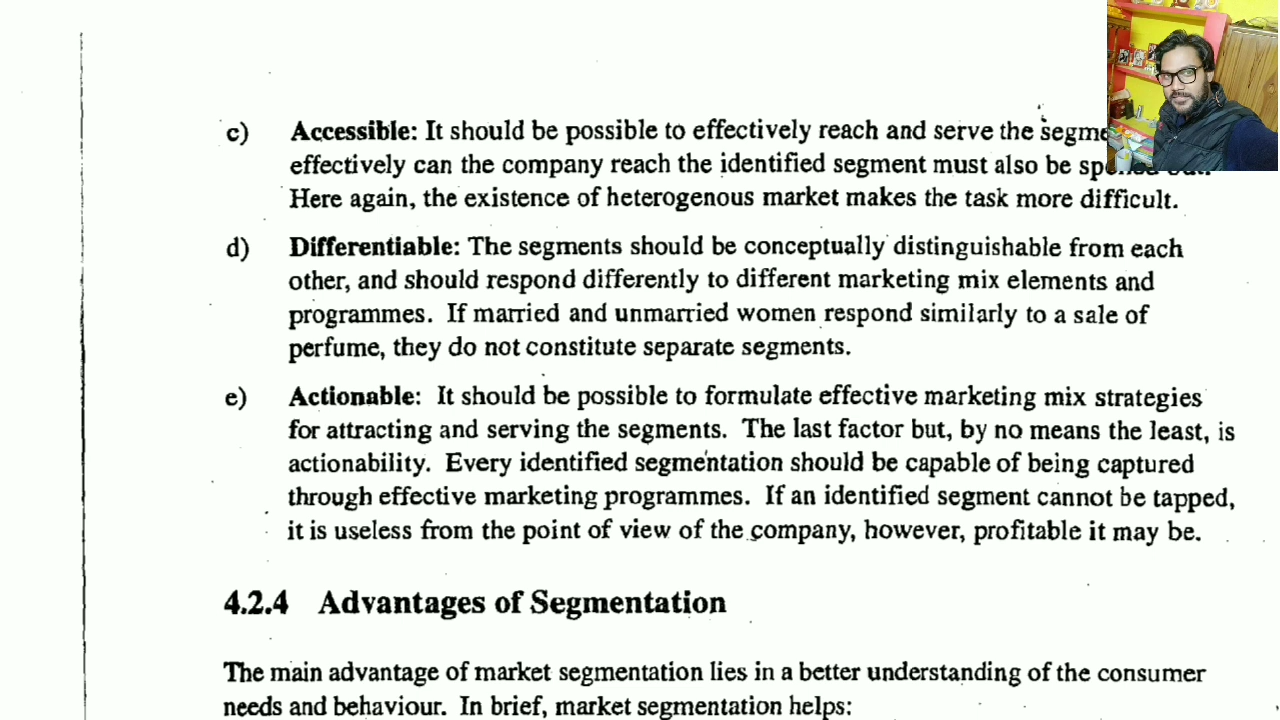 c) Accessible: It should be possible to effectively reach and serve the
effectively can the company reach the identified segment must also be
Here again, the existence of heterogenous market makes the task more difficult.
d) Differentiable: The segments should be conceptually distinguishable from each
other, and should respond differently to different marketing mix elements and
programmes. If married and unmarried women respond similarly to a sale of
perfume, they do not constitute separate segments.
e) Actionable: It should be possible to formulate effective marketing mix strategies
for attracting and serving the segments. The last factor but, by no means the least, is
actionability. Every identified segmentation should be capable of being captured
through effective marketing programmes. If an identified segment cannot be tapped,
it is useless from the point of view of the company, however, profitable it may be.
4.2.4 Advantages of Segmentation
The main advantage of market segmentation lies in a better understanding of the consumer
needs and behaviour. In brief, market segmentation helps: